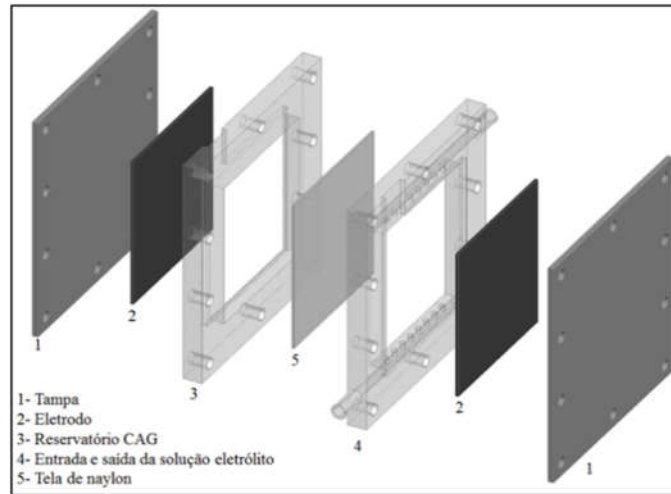 1
2
3
5
4
2
1
1- Tampa
2- Eletrodo
3- Reservatório CAG
4- Entrada e saída da solução eletrólito
5- Tela de naylon